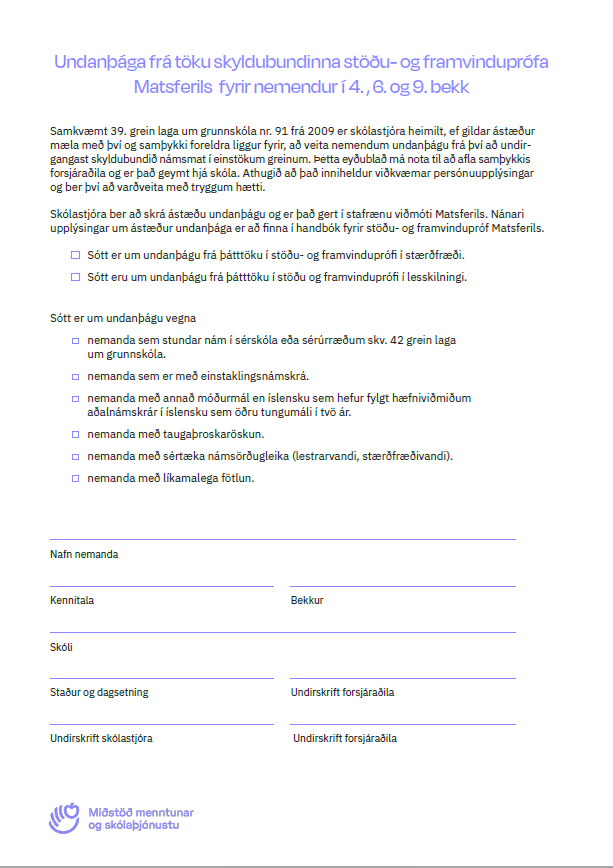 Undanþága frá töku skyldubundinna stöðu- og framvinduprófa
Matsferils fyrir nemendur í 4. , 6. og 9. bekk
Samkvæmt 39. grein laga um grunnskóla nr. 91 frá 2009 er skólastjóra heimilt, ef gildar ástæður
mæla með því og samþykki foreldra liggur fyrir, að veita nemendum undanþágu frá því að undir-
gangast skyldubundið námsmat í einstökum greinum. Þetta eyðublað má nota til að afla samþykkis
forsjáraðila og er það geymt hjá skóla. Athugið að það inniheldur viðkvæmar persónuupplýsingar
og ber því að varðveita með tryggum hætti.
Skólastjóra ber að skrá ástæðu undanþágu og er það gert í stafrænu viðmóti Matsferils. Nánari
upplýsingar um ástæður undanþága er að finna í handbók fyrir stöðu- og framvindupróf Matsferils.
Sótt er um undanþágu frá þátttöku í stöðu- og framvinduprófi í stærðfræði.
Sótt eru um undanþágu frá þátttöku í stöðu og framvinduprófi í lesskilningi.
Sótt er um undanþágu vegna
nemanda sem stundar nám í sérskóla eða sérúrræðum skv. 42 grein laga
um grunnskóla.
nemanda sem er með einstaklingsnámskrá.
nemanda með annað móðurmál en íslensku sem hefur fylgt hæfniviðmiðum
aðalnámskrár í íslensku sem öðru tungumáli í tvö ár.
nemanda með taugaþroskaröskun.
nemanda með sértæka námsörðugleika (lestrarvandi, stærðfræðivandi).
nemanda með líkamalega fötlun.
Nafn nemanda
Kennitala
Bekkur
Skóli
Staður og dagsetning
Undirskrift forsjáraðila
Undirskrift skólastjóra
Undirskrift forsjáraðila
Miðstöð menntunar
og skólaþjónustu